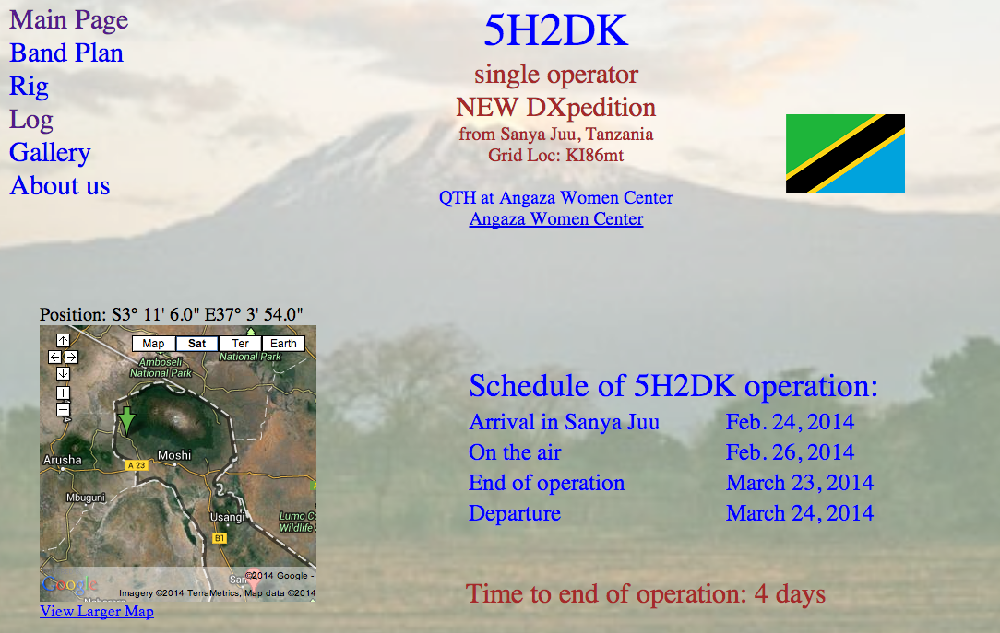 Main Page
Band Plan
Rig
Log
Gallery
About us
5H2DK
single operator
NEW DXpedition
from Sanya Juu, Tanzania
Grid Loc: KI86mt
QTH at Angaza Women Center
Angaza Women Center
Position: S3° 11' 6.0" E37° 3' 54.0"
Map Sat Ter Earth
Amboseli
National Park
National Park
Arusha
Moshi
A 23
Mbuguni
Usangi
Lumo
Wildlife
B1
Google
©2014 Google -
Imagery ©2014 TerraMetrics, Map data ©2014
View Larger Map
Schedule of 5H2DK operation:
Arrival in Sanya Juu Feb. 24, 2014
On the air Feb. 26, 2014
End of operation March 23, 2014
Departure March 24, 2014
Time to end of operation: 4 days